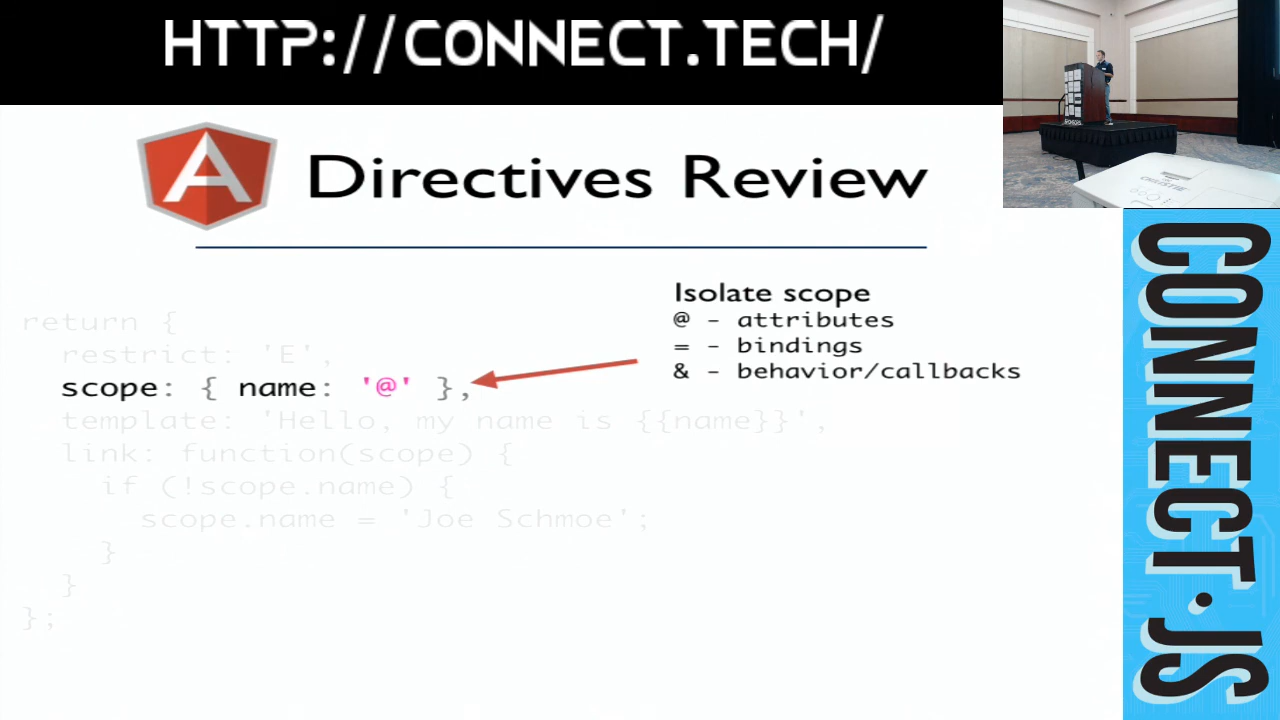 HTTP://CONNECT.TECH/
Directives Review
Isolate scope
@ - attributes
= - bindings
& - behavior/callbacks
return {
restrict: 'E',
scope: { name: '@' },
template: 'Hello, my name is {{name}}',
link: function(scope) {
if (!scope.name) {
scope.name = 'Joe Schmoe';
}
}
};
CHRISTIE
CONNECT.JS